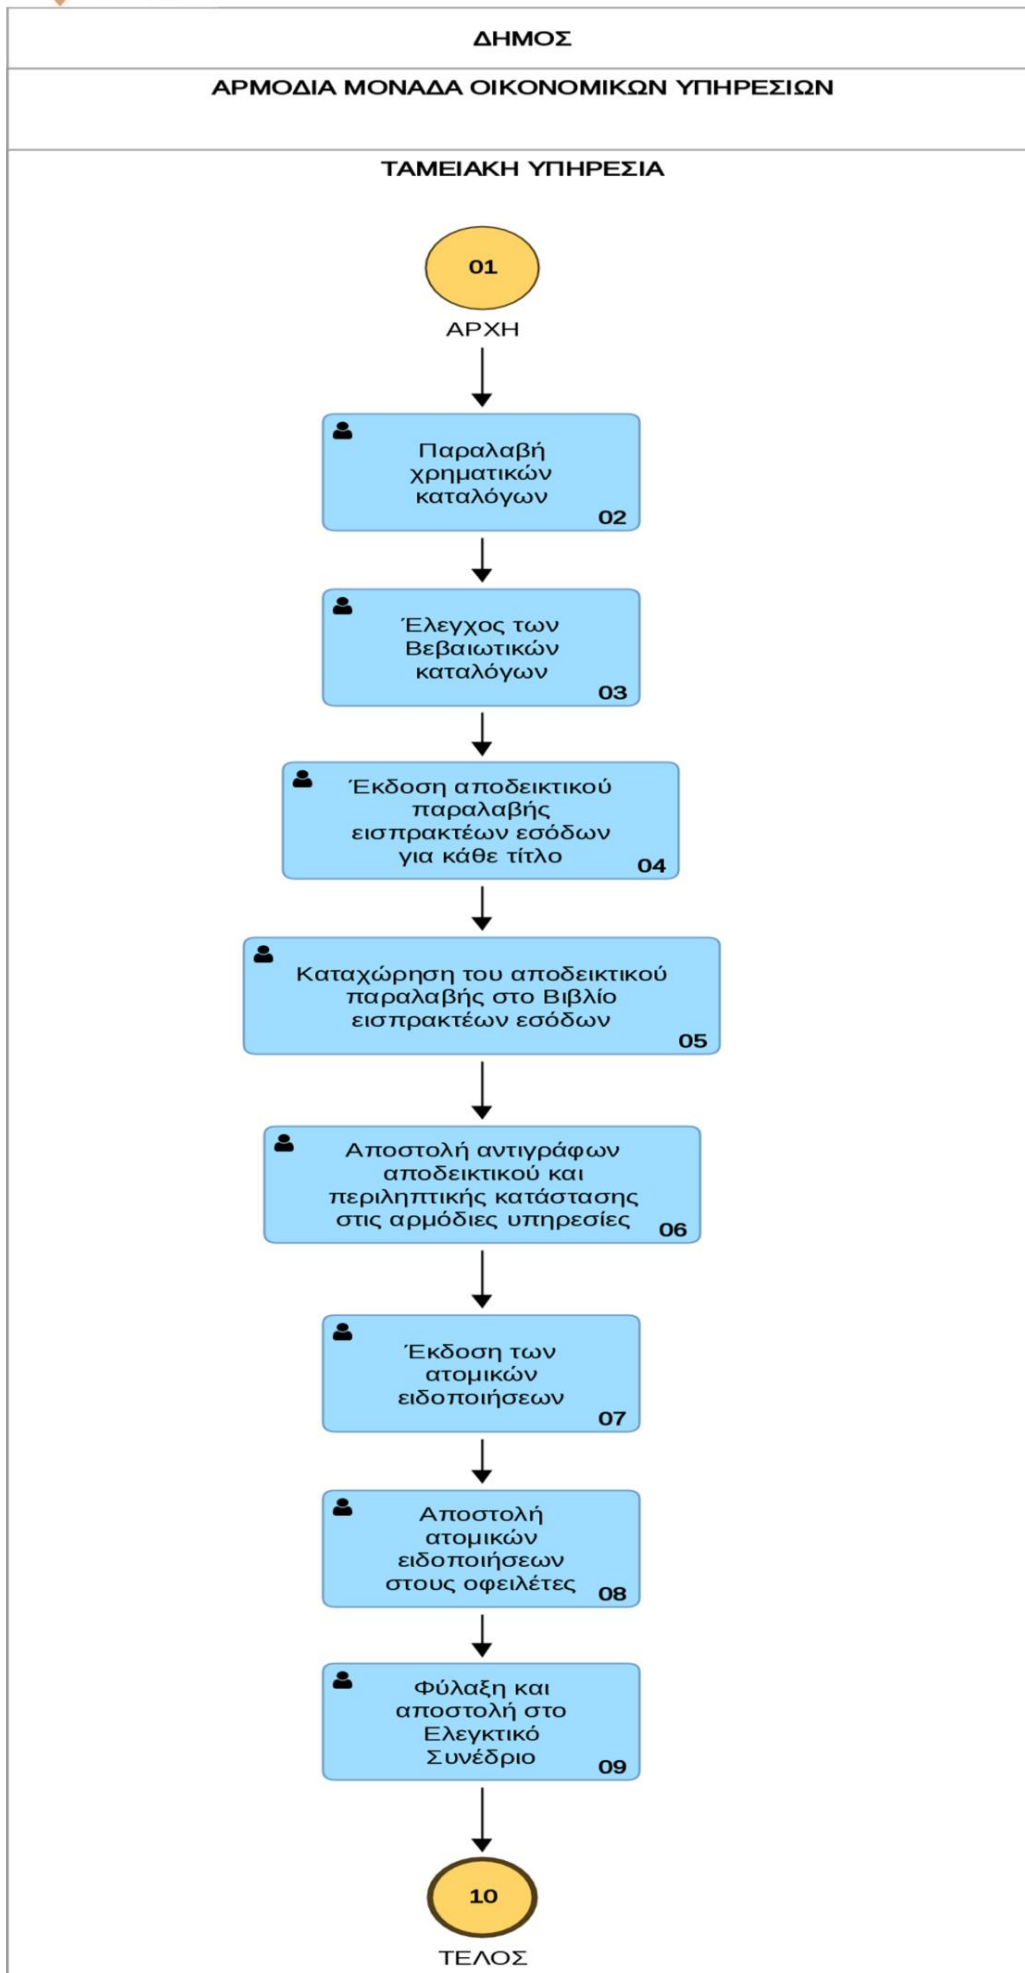 ΔΗΜΟΣ
ΑΡΜΟΔΙΑ ΜΟΝΑΔΑ ΟΙΚΟΝΟΜΙΚΩΝ ΥΠΗΡΕΣΙΩΝ
ΤΑΜΕΙΑΚΗ ΥΠΗΡΕΣΙΑ
01
ΑΡΧΗ
Παραλαβή
χρηματικών
καταλόγων
02
Έλεγχος των
Βεβαιωτικών
καταλόγων
03
Έκδοση αποδεικτικού
παραλαβής
εισπρακτέων εσόδων
για κάθε τίτλο
04
Καταχώρηση του αποδεικτικού
παραλαβής στο Βιβλίο
εισπρακτέων εσόδων
05
Αποστολή αντιγράφων
αποδεικτικού και
περιληπτικής κατάστασης
στις αρμόδιες υπηρεσίες
06
Έκδοση των
ατομικών
ειδοποιήσεων
07
Αποστολή
ατομικών
ειδοποιήσεων
στους οφειλέτες
08
Φύλαξη και
αποστολή στο
Ελεγκτικό
Συνέδριο
09
10
ΤΕΛΟΣ